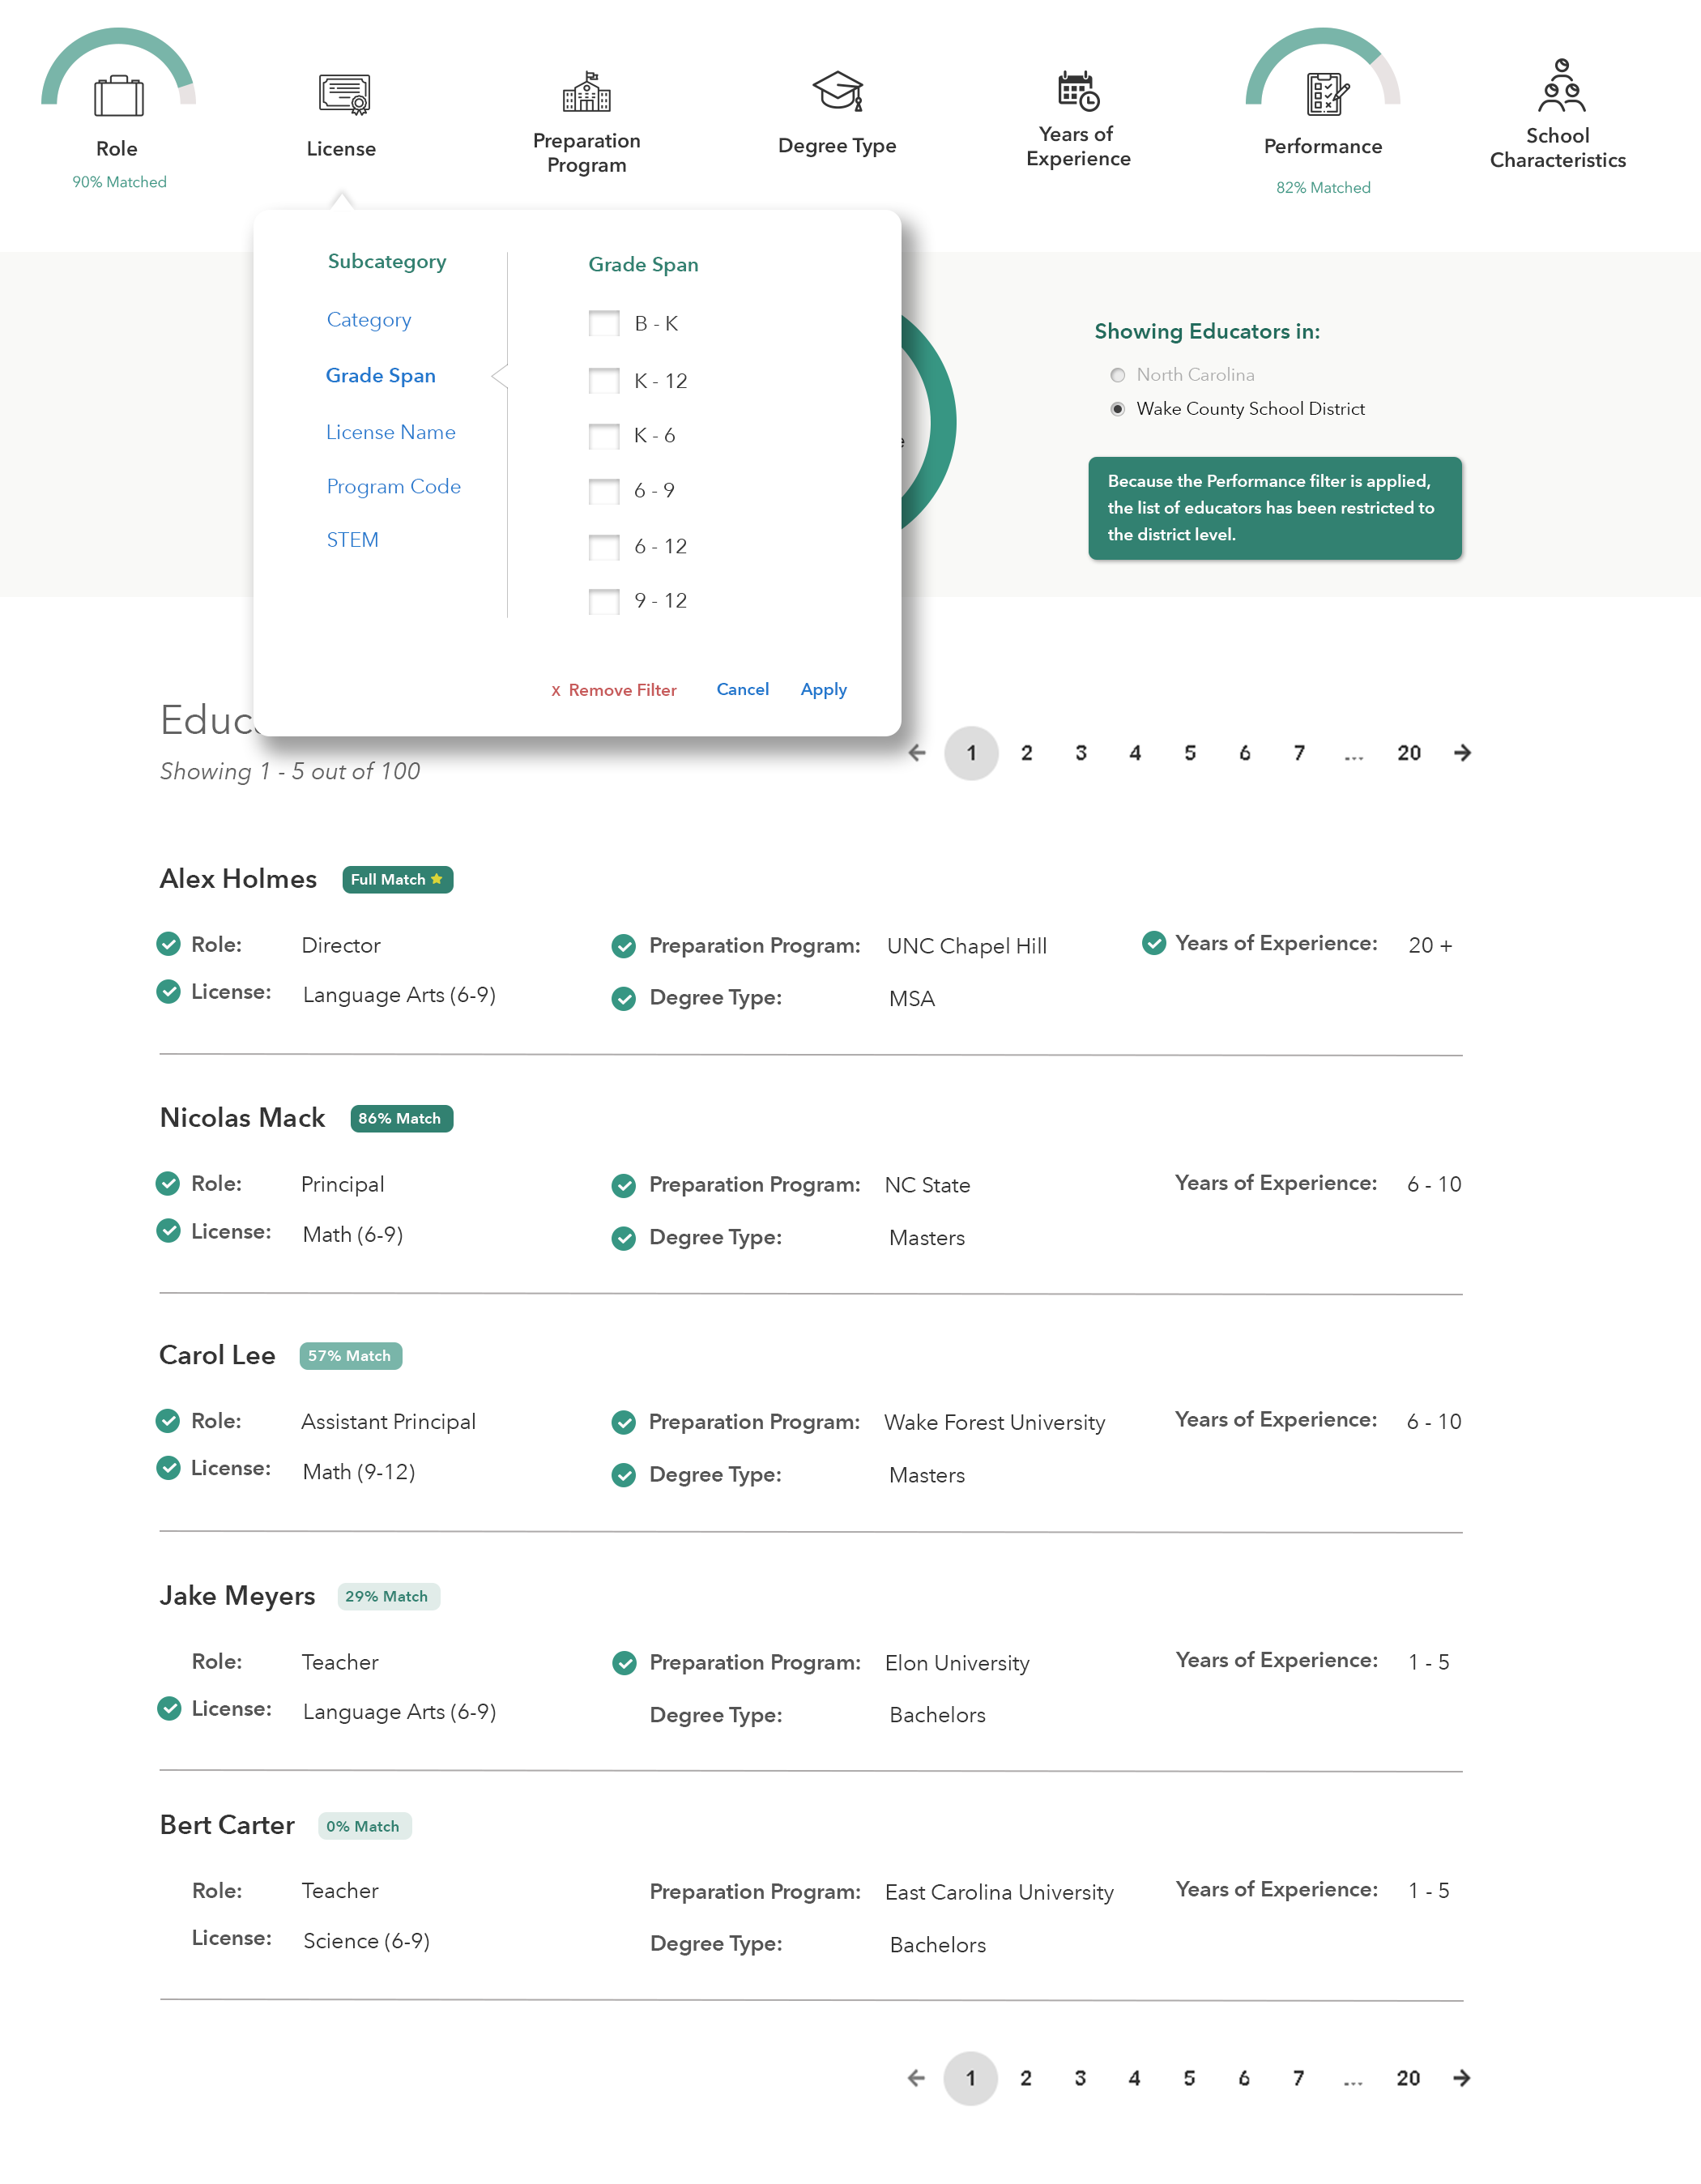 Role
90% Matched
License
Preparation
Program
Degree Type
Years of
Experience
Performance
82% Matched
School
Characteristics
Subcategory
Category
Grade Span
License Name
Program Code
STEM
Grade Span
B - K
K - 12
K - 6
6 - 9
6 - 12
9 - 12
x Remove Filter
Cancel
Apply
Showing Educators in:
North Carolina
Wake County School District
Because the Performance filter is applied,
the list of educators has been restricted to
the district level.
Showing 1 - 5 out of 100
1 2 3 4 5 6 7 ... 20
Alex Holmes Full Match
Role: Director Preparation Program: UNC Chapel Hill Years of Experience: 20 +
License: Language Arts (6-9) Degree Type: MSA
Nicolas Mack 86% Match
Role: Principal Preparation Program: NC State Years of Experience: 6 - 10
License: Math (6-9) Degree Type: Masters
Carol Lee 57% Match
Role: Assistant Principal Preparation Program: Wake Forest University Years of Experience: 6 - 10
License: Math (9-12) Degree Type: Masters
Jake Meyers 29% Match
Role: Teacher Preparation Program: Elon University Years of Experience: 1 - 5
License: Language Arts (6-9) Degree Type: Bachelors
Bert Carter 0% Match
Role: Teacher Preparation Program: East Carolina University Years of Experience: 1 - 5
License: Science (6-9) Degree Type: Bachelors
1 2 3 4 5 6 7 ... 20